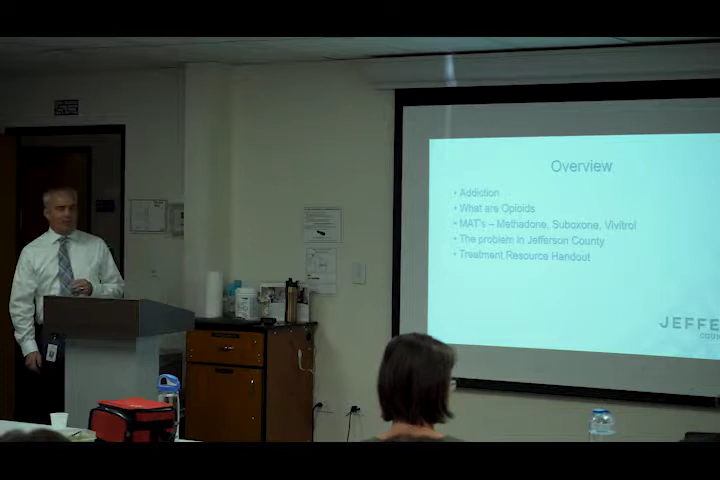 Overview
• Addiction
• What are Opioids
• MAT's – Methadone, Suboxone, Vivitrol
• The problem in Jefferson County
• Treatment Resource Handout
JEFFE